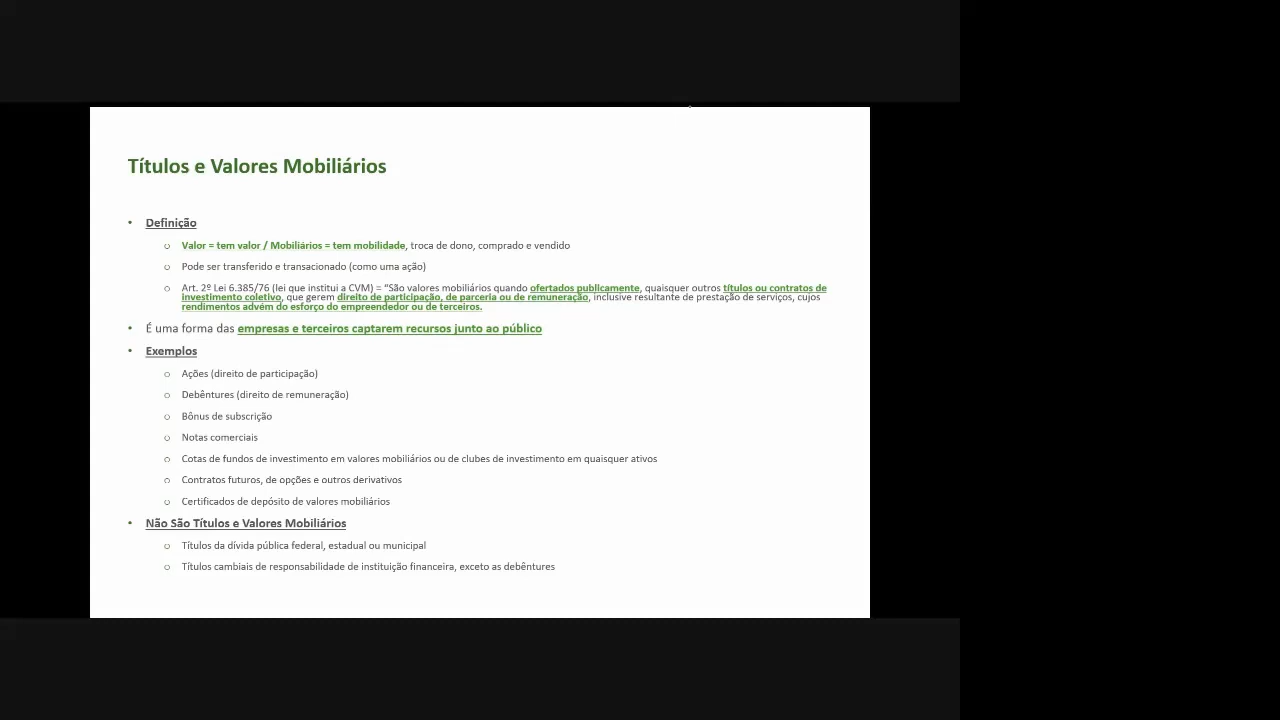 Títulos e Valores Mobiliários
• Definição
o Valor = tem valor / Mobiliários = tem mobilidade, troca de dono, comprado e vendido
o Pode ser transferido e transacionado (como uma ação)
o Art. 2º Lei 6.385/76 (lei que institui a CVM) = “São valores mobiliários quando ofertados publicamente, quaisquer outros títulos ou contratos de
investimento coletivo, que gerem direito de participação, de parceria ou de remuneração, inclusive resultante de prestação de serviços, cujos
rendimentos advém do esforço do empreendedor ou de terceiros.
• É uma forma das empresas e terceiros captarem recursos junto ao público
• Exemplos
o Ações (direito de participação)
o Debêntures (direito de remuneração)
o Bônus de subscrição
o Notas comerciais
o Cotas de fundos de investimento em valores mobiliários ou de clubes de investimento em quaisquer ativos
o Contratos futuros, de opções e outros derivativos
o Certificados de depósito de valores mobiliários
• Não São Títulos e Valores Mobiliários
o Títulos da dívida pública federal, estadual ou municipal
o Títulos cambiais de responsabilidade de instituição financeira, exceto as debêntures